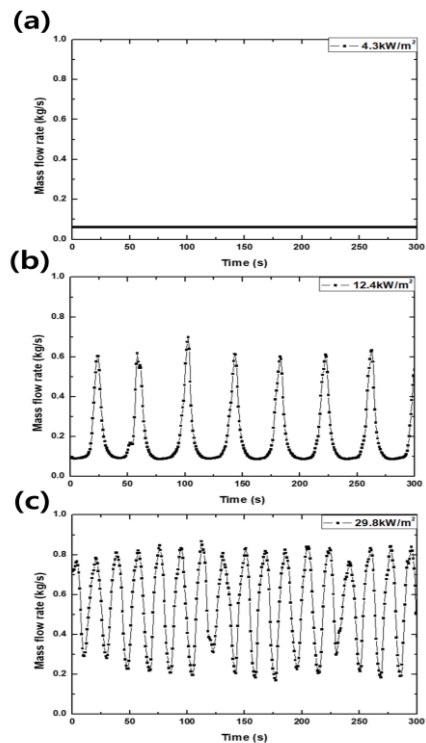 (a)
4.3kW/m²
Mass flow rate (kg/s)
1.0
0.8
0.6
0.4
0.2
0.0
0 50 100 150 200 250 300
Time (s)
(b)
12.4kW/m²
Mass flow rate (kg/s)
1.0
0.8
0.6
0.4
0.2
0.0
0 50 100 150 200 250 300
Time (s)
(c)
29.8kW/m²
Mass flow rate (kg/s)
1.0
0.8
0.6
0.4
0.2
0.0
0 50 100 150 200 250 300
Time (s)